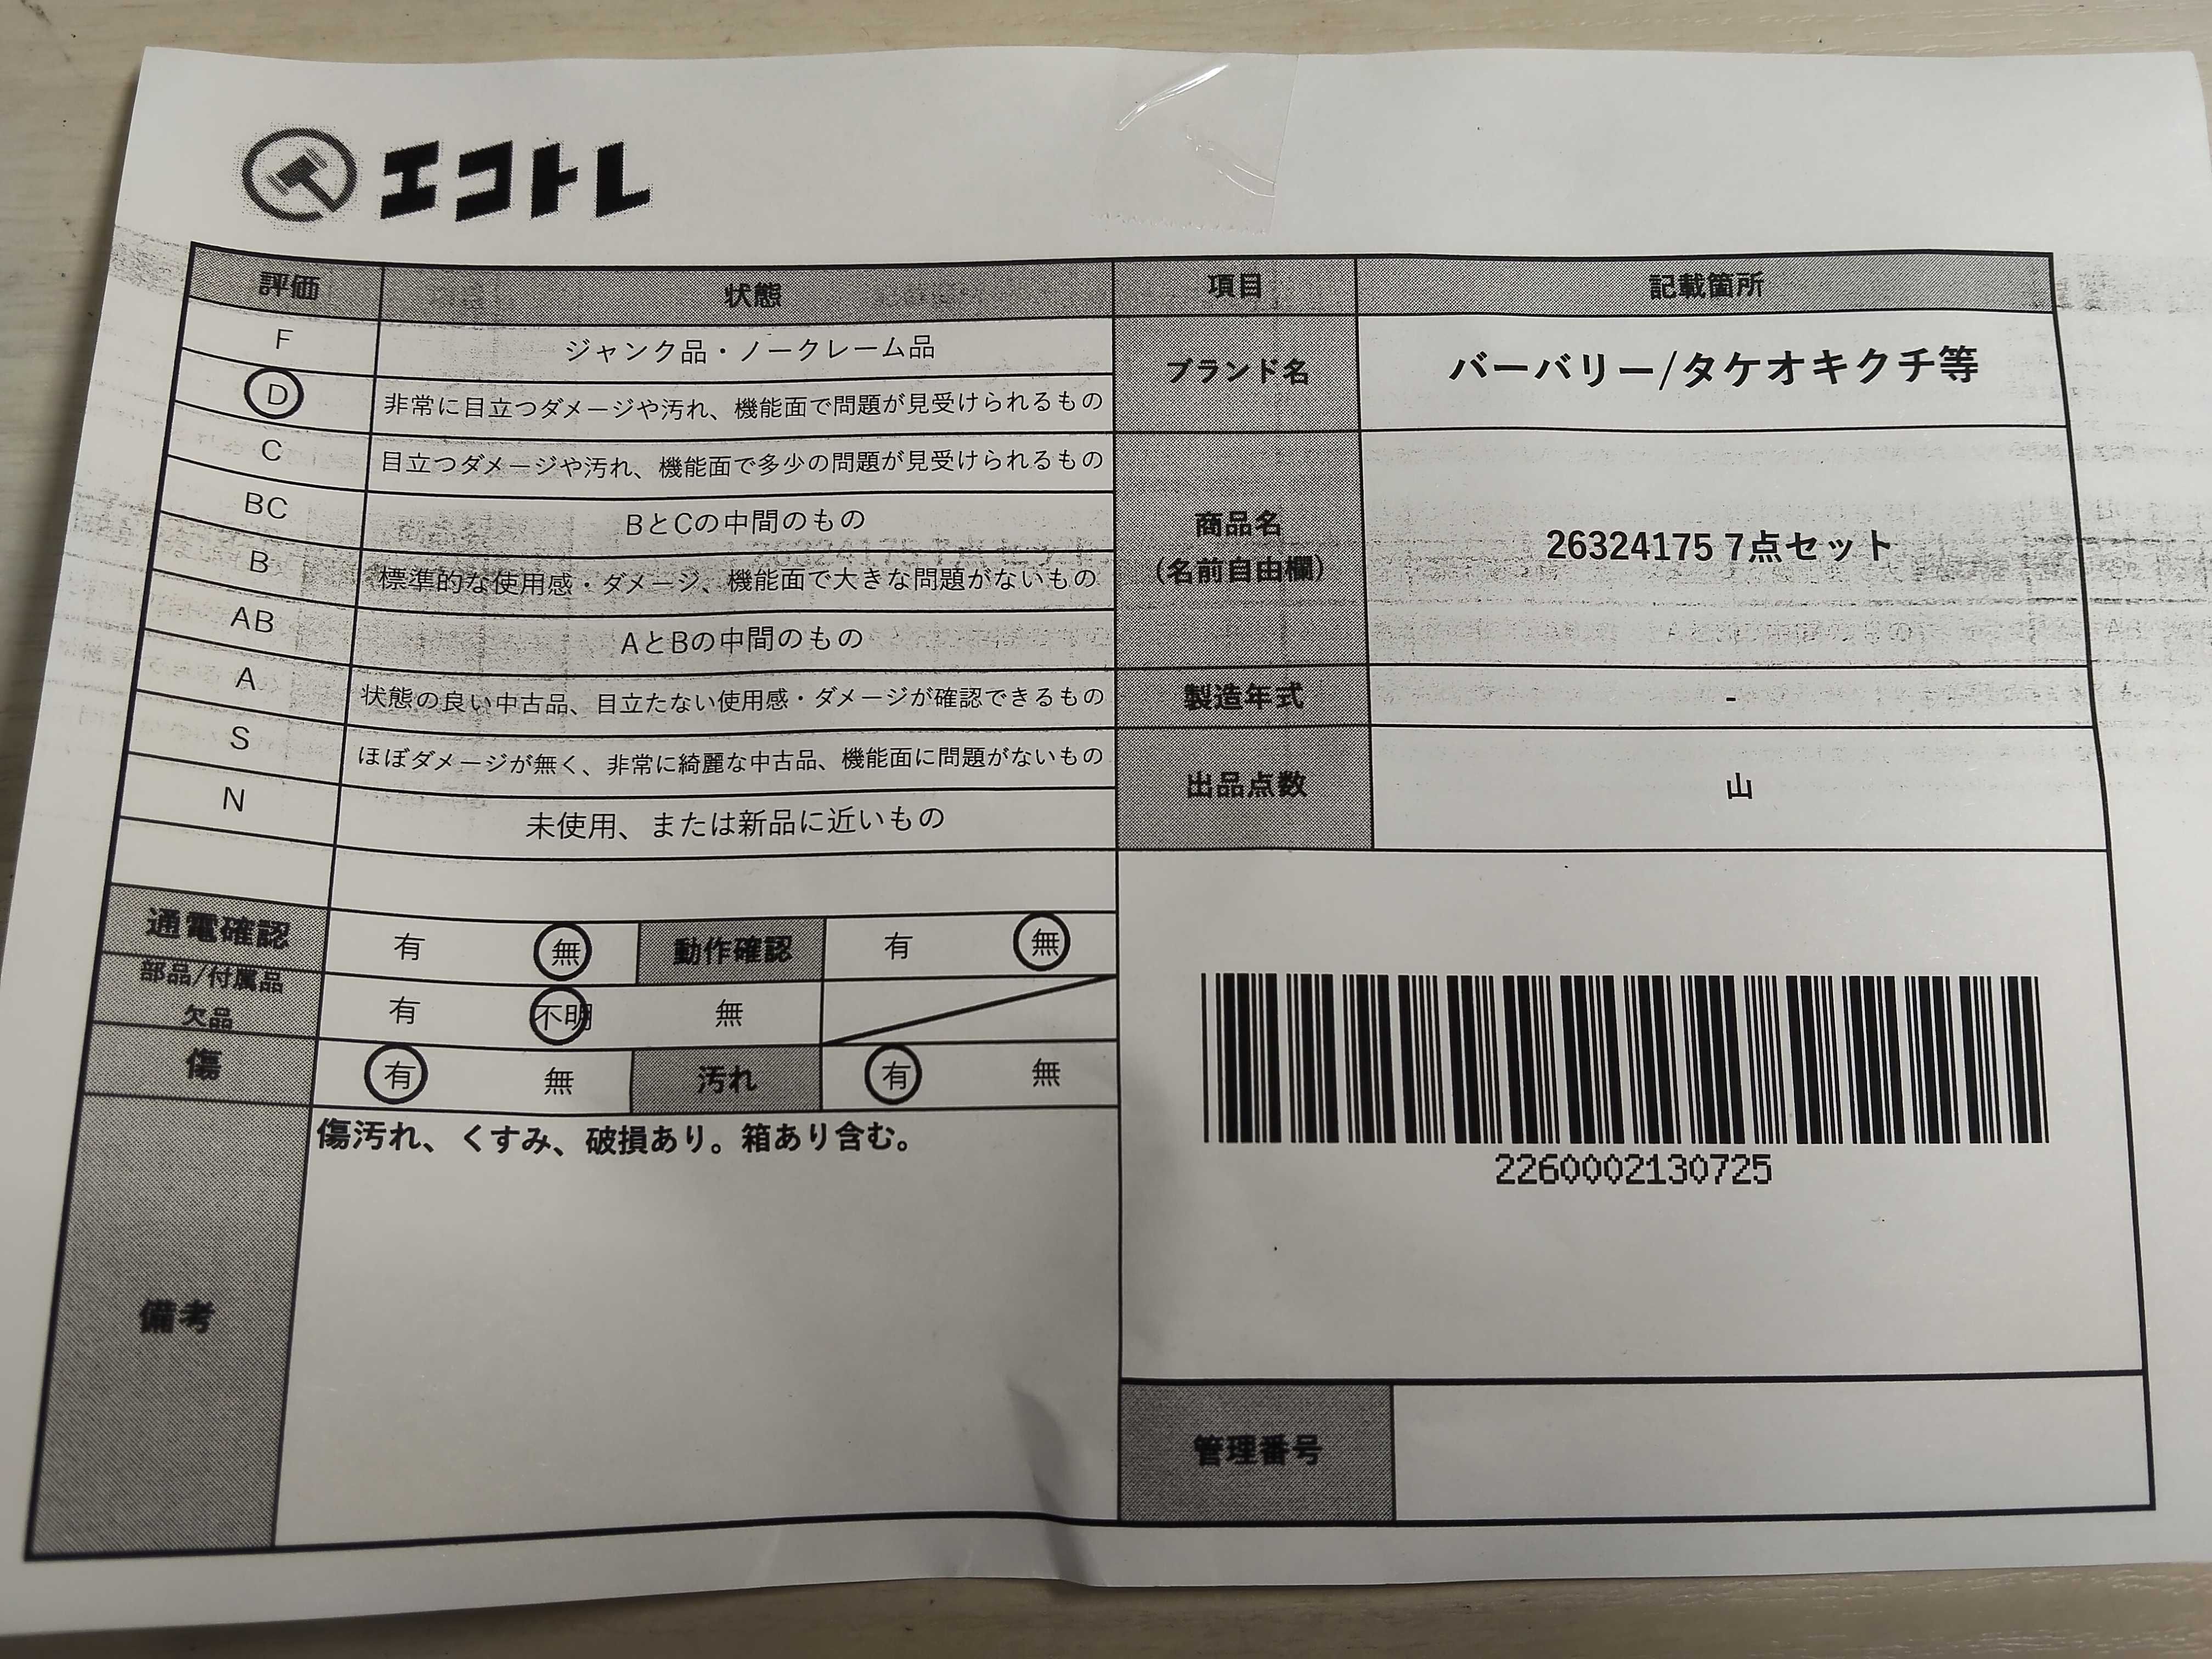 エコトレ
評価 状態
F ジャンク品・ノークレーム品
D 非常に目立つダメージや汚れ、機能面で問題が見受けられるもの
C 目立つダメージや汚れ、機能面で多少の問題が見受けられるもの
BC BとCの中間のもの
B 標準的な使用感・ダメージ、機能面で大きな問題がないもの
AB AとBの中間のもの
A 状態の良い中古品、目立たない使用感・ダメージが確認できるもの
S ほぼダメージが無く、非常に綺麗な中古品、機能面に問題がないもの
N 未使用、または新品に近いもの
通電確認 有 無 動作確認 有 無
部品/付属品
欠品 有 不明 無
傷 有 無 汚れ 有 無
備考 傷汚れ、くすみ、破損あり。箱あり含む。
項目 記載箇所
ブランド名 バーバリー/タケオキクチ等
商品名
(名前自由欄) 26324175 7点セット
製造年式 -
出品点数 山
2260002130725
管理番号